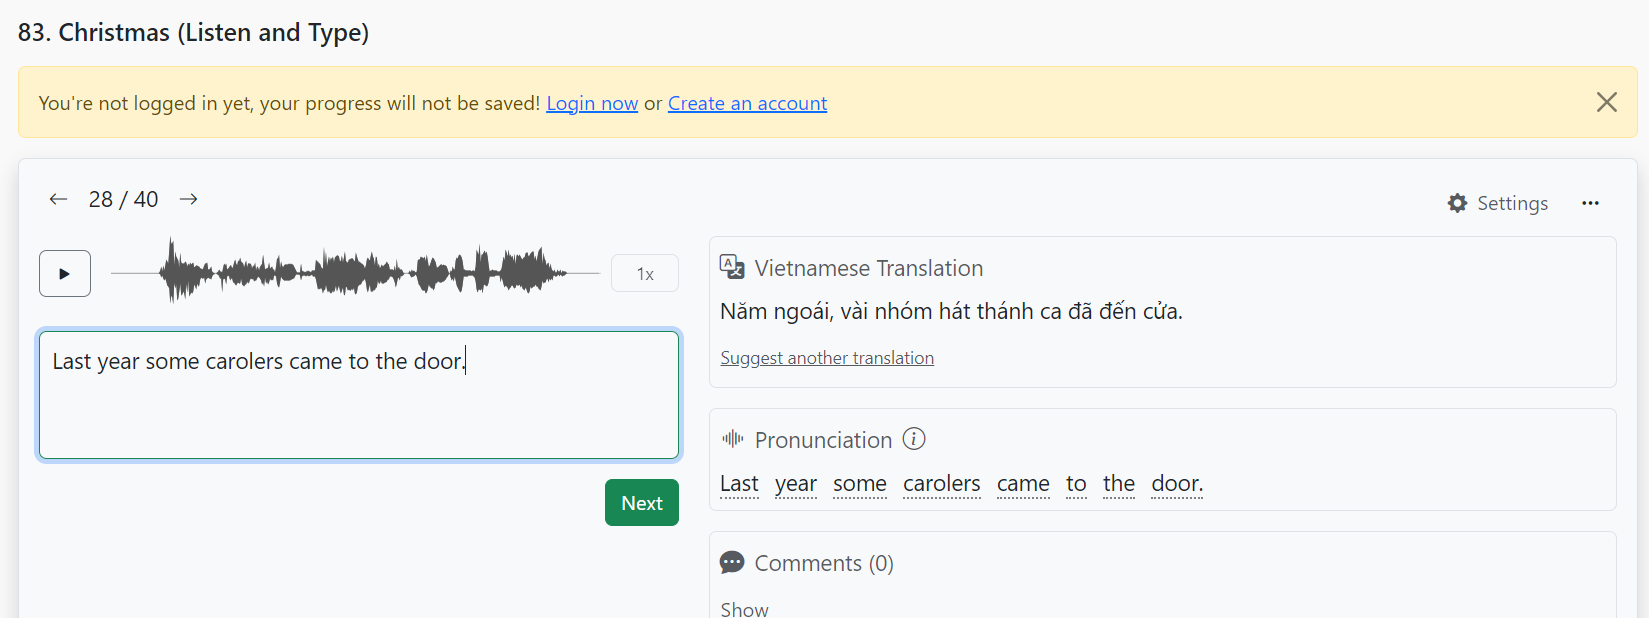 83. Christmas (Listen and Type)
You're not logged in yet, your progress will not be saved! Login now or Create an account
28 / 40
Settings
1x
Last year some carolers came to the door.
Next
Vietnamese Translation
Năm ngoái, vài nhóm hát thánh ca đã đến cửa.
Suggest another translation
Pronunciation
Last year some carolers came to the door.
Comments (0)
Show